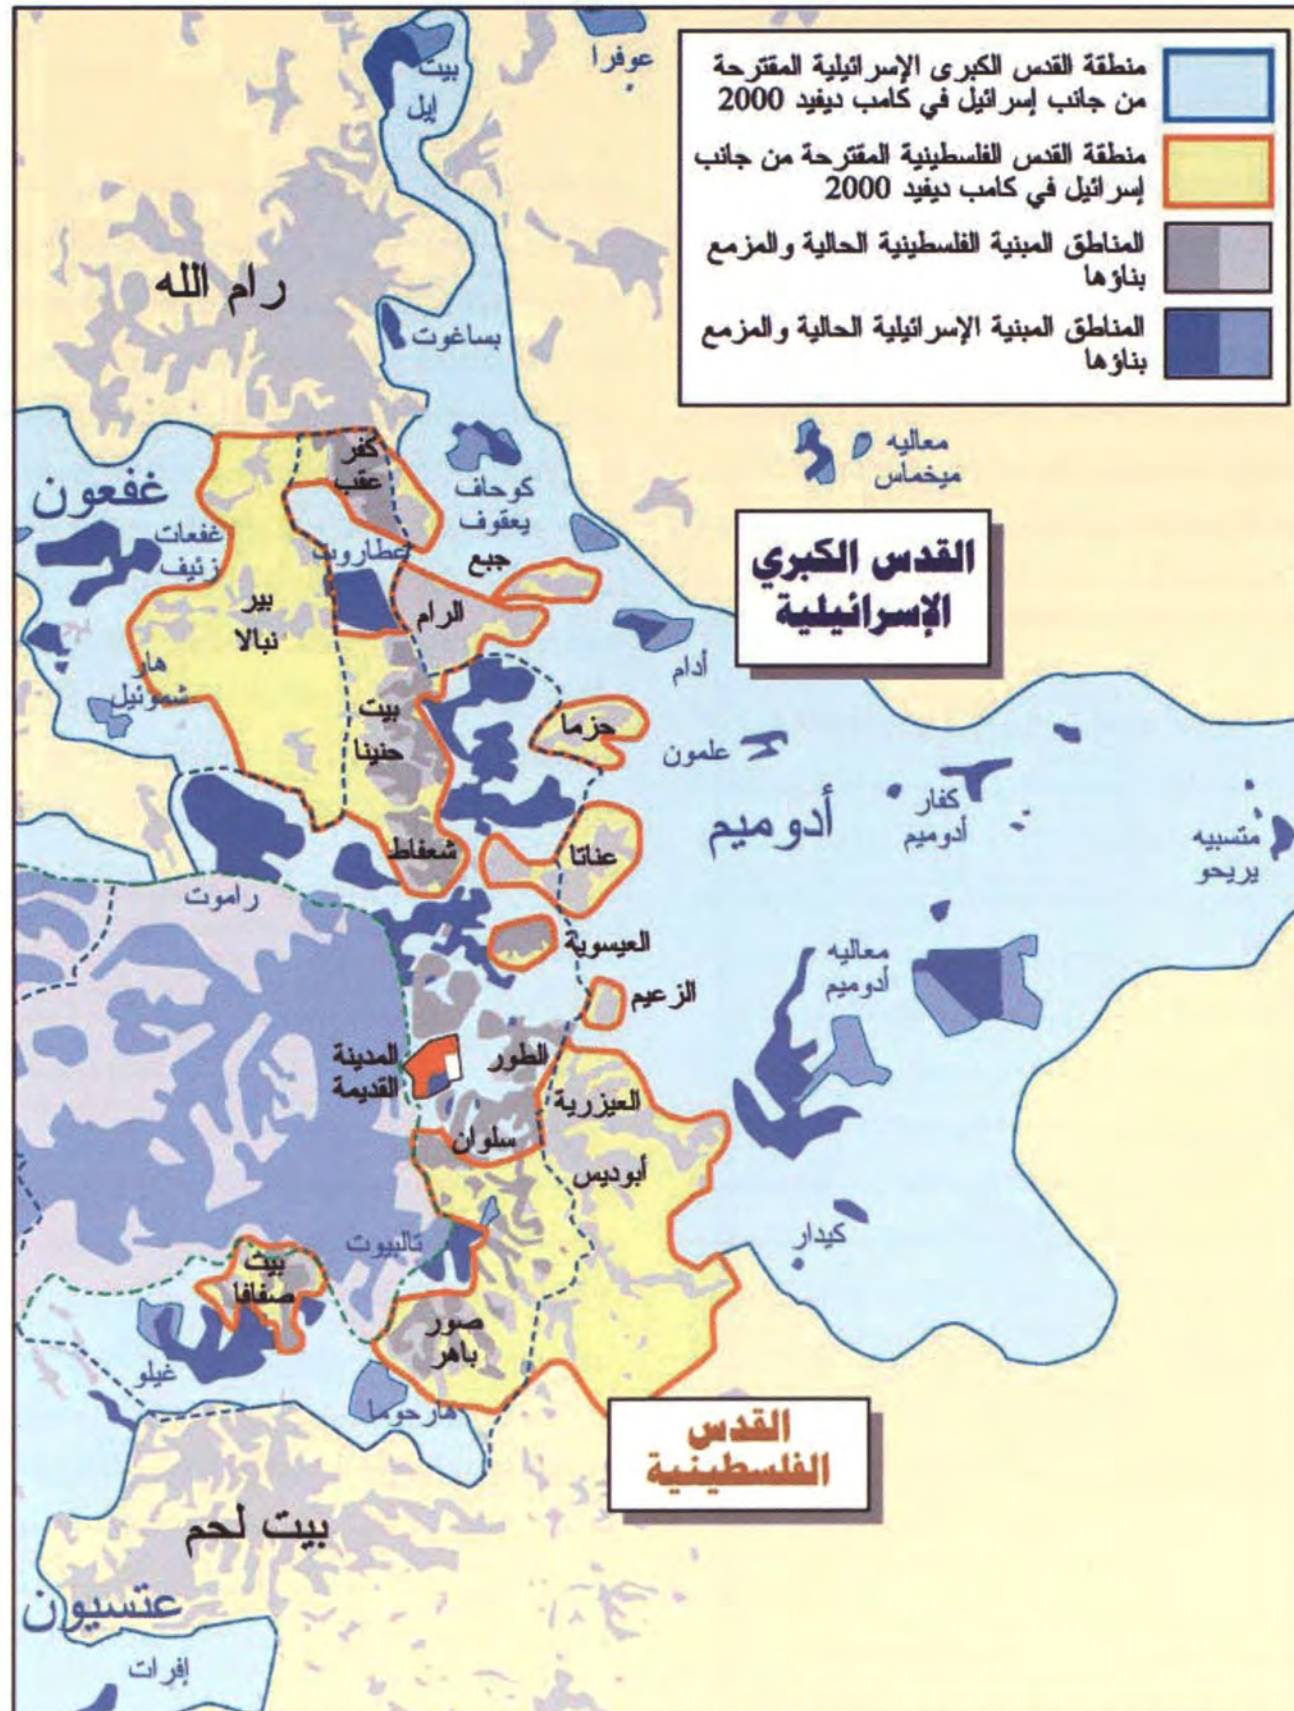 عوفرا
بيت
إيل
منطقة القدس الكبرى الإسرائيلية المقترحة
من جانب إسرائيل في كامب ديفيد 2000
منطقة القدس الفلسطينية المقترحة من جانب
إسرائيل في كامب ديفيد 2000
المناطق المبنية الفلسطينية الحالية والمزمع
بناؤها
المناطق المبنية الإسرائيلية الحالية والمزمع
بناؤها
رام الله
بساغوت
معاليه
ميخماس
كفر
عقب
كوحاف
يعقوف
غفعون
غفعات
زئيف
عطاروت
جبع
القدس الكبري
الإسرائيلية
بير
نبالا
الرام
أدام
هار
شموئيل
بيت
حنينا
حزما
علمون
أدوميم
كفار
أدوميم
متسبيه
يريحو
شعفاط
عناتا
راموت
العيسوية
معاليه
أدوميم
الزعيم
المدينة
القديمة
الطور
العيزرية
سلوان
أبوديس
كيدار
تالبيوت
بيت
صفافا
صور
باهر
غيلو
هارحوما
القدس
الفلسطينية
بيت لحم
عتسيون
إفرات